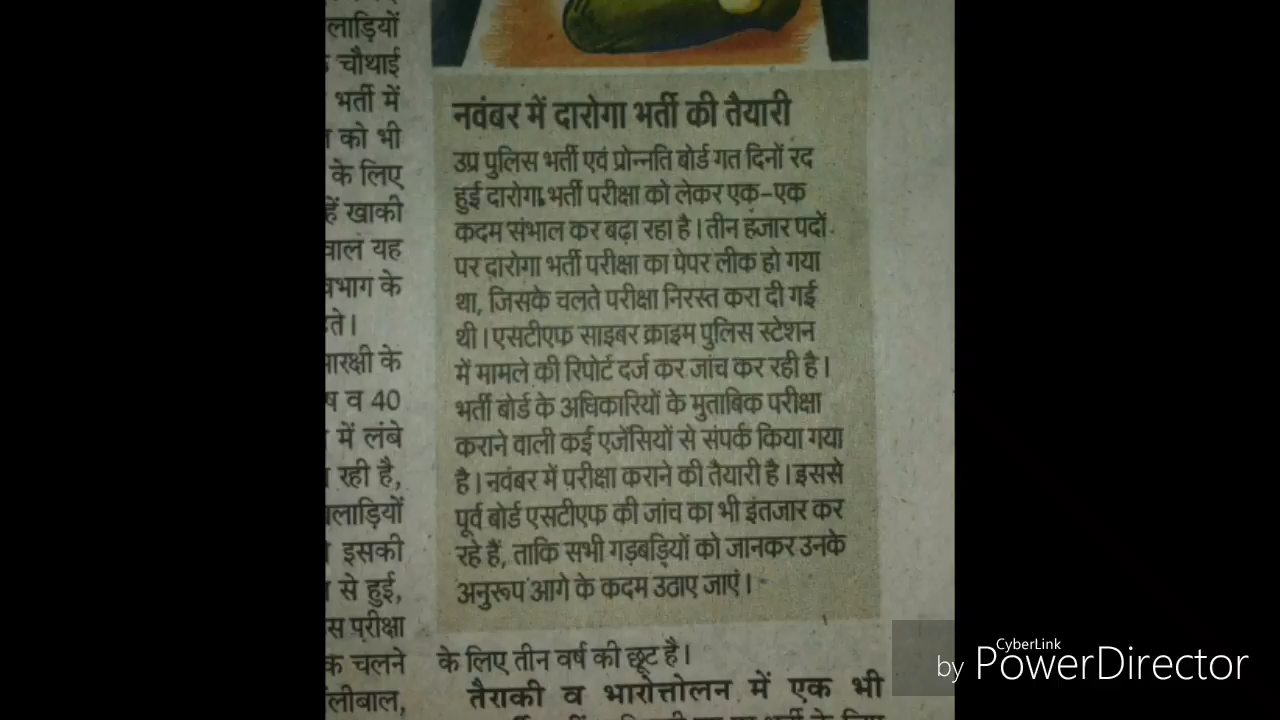 लाड़ियों
चौथाई
भर्ती में
को भी
के लिए
हें खाकी
वाल यह
वभाग के
ते।
आरक्षी के
ष व 40
में लंबे
रही है,
लाड़ियों
इसकी
से हुई,
स परीक्षा
क चलने
लीबाल,
नवंबर में दारोगा भर्ती की तैयारी
उप्र पुलिस भर्ती एवं प्रोन्नति बोर्ड गत दिनों रद
हुई दारोगा भर्ती परीक्षा को लेकर एक-एक
कदम संभाल कर बढ़ा रहा है। तीन हजार पदों
पर दारोगा भर्ती परीक्षा का पेपर लीक हो गया
था, जिसके चलते परीक्षा निरस्त करा दी गई
थी। एसटीएफ साइबर क्राइम पुलिस स्टेशन
में मामले की रिपोर्ट दर्ज कर जांच कर रही है।
भर्ती बोर्ड के अधिकारियों के मुताबिक परीक्षा
कराने वाली कई एजेंसियों से संपर्क किया गया
है। नवंबर में परीक्षा कराने की तैयारी है। इससे
पूर्व बोर्ड एसटीएफ की जांच का भी इंतजार कर
रहे हैं, ताकि सभी गड़बड़ियों को जानकर उनके
अनुरूप आगे के कदम उठाए जाएं।
के लिए तीन वर्ष की छूट है।
तैराकी व भारोत्तोलन में एक भी
CyberLink
by PowerDirector